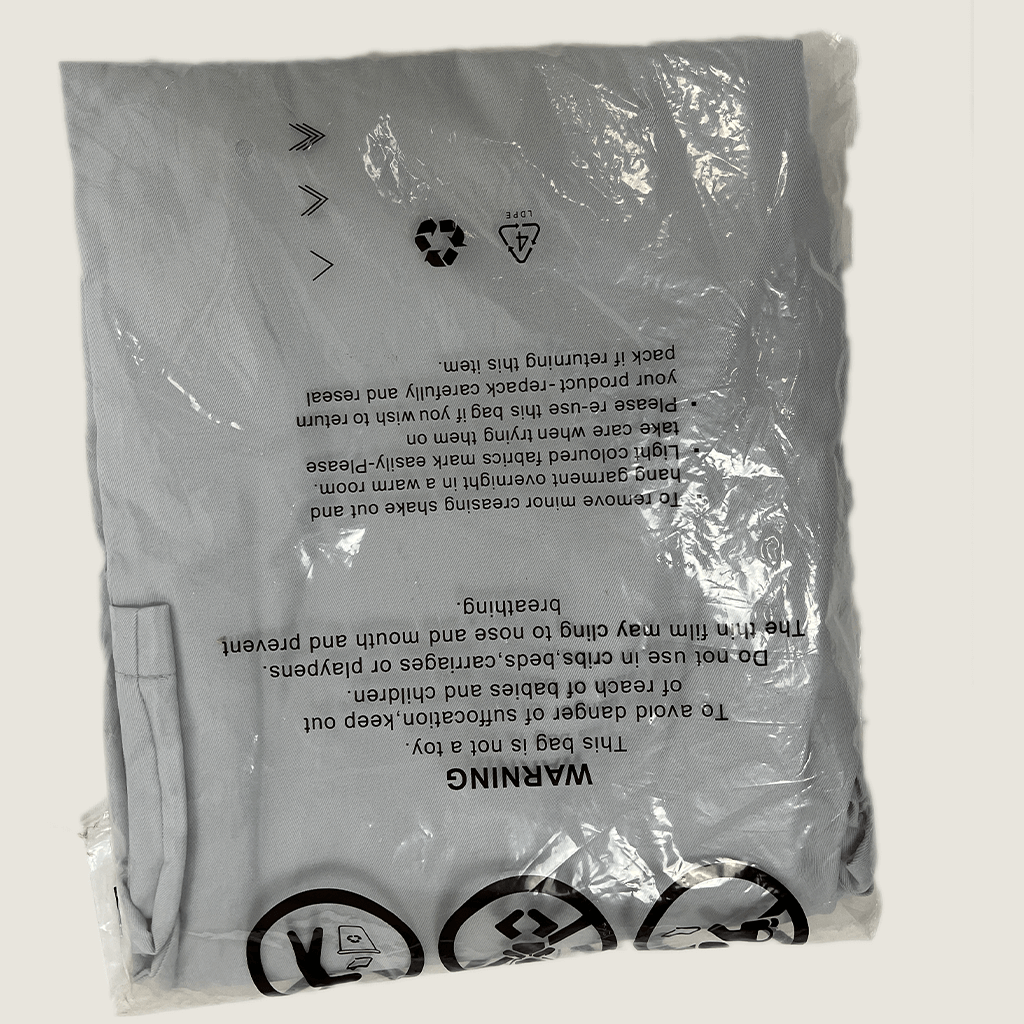 WARNING
This bag is not a toy.
To avoid danger of suffocation,keep,out
of reach of babies and children.
Do not use in cribs,beds,carriages or playpens.
The thin film may cling to nose and mouth and prevent
breathing.
• To remove minor creasing shake out and
hang garment overnight in a warm room.
• Light coloured fabrics mark easily-Please
take care when trying them on
• Please re-use this bag if you wish to return
your product-repack carefully and reseal
pack if returning this item.
4
LDPE